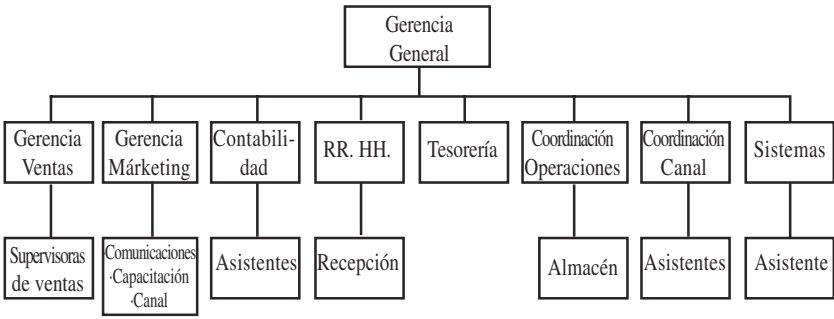 Gerencia
General
Gerencia
Ventas
Gerencia
Márketing
Contabili-
dad
RR. HH.
Tesorería
Coordinación
Operaciones
Coordinación
Canal
Sistemas
Supervisoras
de ventas
·Comunicaciones
·Capacitación
·Canal
Asistentes
Recepción
Almacén
Asistentes
Asistente